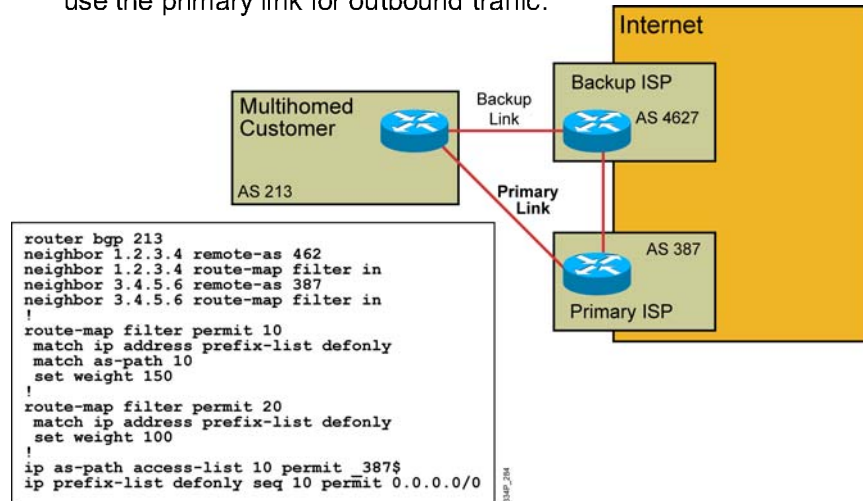 use the primary link for outbound traffic.
Internet
Backup ISP
AS 4627
Backup
Link
Multihomed
Customer
AS 213
Primary
Link
AS 387
Primary ISP
router bgp 213
neighbor 1.2.3.4 remote-as 462
neighbor 1.2.3.4 route-map filter in
neighbor 3.4.5.6 remote-as 387
neighbor 3.4.5.6 route-map filter in
!
route-map filter permit 10
match ip address prefix-list defonly
match as-path 10
set weight 150
!
route-map filter permit 20
match ip address prefix-list defonly
set weight 100
!
ip as-path access-list 10 permit _387$
ip prefix-list defonly seq 10 permit 0.0.0.0/0